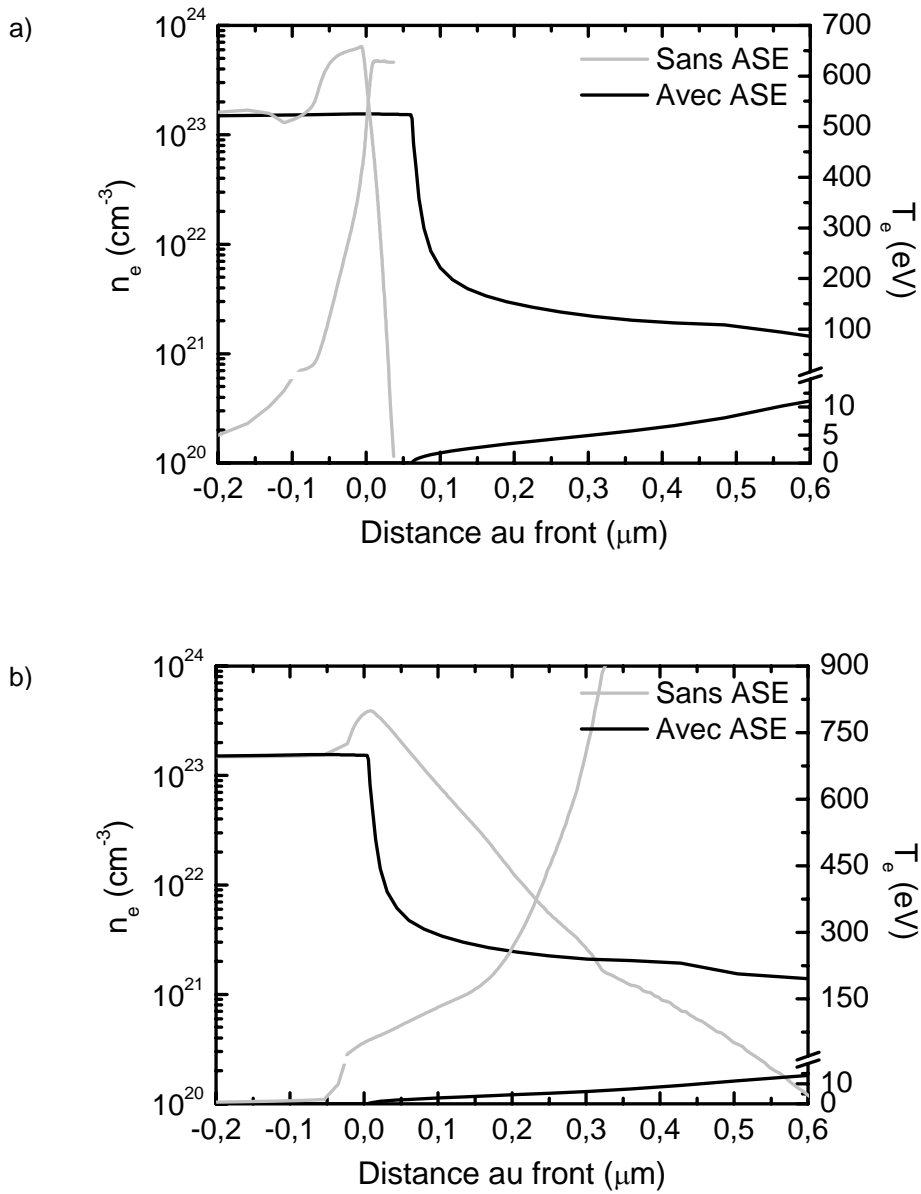 a)
10^24
10^23
10^22
10^21
10^20
n_e (cm^-3)
Sans ASE
Avec ASE
700
600
500
400
300
200
100
10
5
0
T_e (eV)
-0,2 -0,1 0,0 0,1 0,2 0,3 0,4 0,5 0,6
Distance au front (μm)
b)
10^24
10^23
10^22
10^21
10^20
n_e (cm^-3)
Sans ASE
Avec ASE
900
750
600
450
300
150
10
0
T_e (eV)
-0,2 -0,1 0,0 0,1 0,2 0,3 0,4 0,5 0,6
Distance au front (μm)